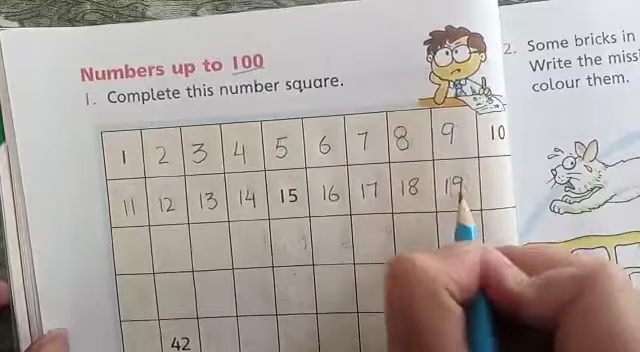 Numbers up to 100
1. Complete this number square.
1 2 3 4 5 6 7 8 9 10
11 12 13 14 15 16 17 18 19
42
2. Some bricks in
Write the miss
colour them.